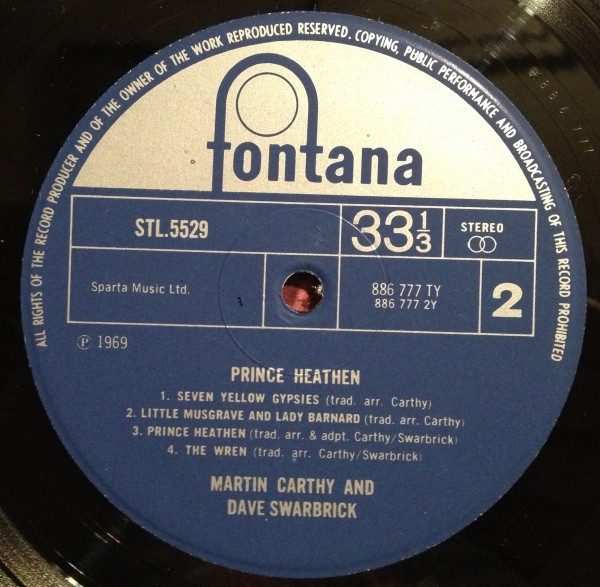 ALL RIGHTS OF THE RECORD PRODUCER AND OF THE OWNER OF THE WORK REPRODUCED RESERVED. COPYING, PUBLIC PERFORMANCE AND BROADCASTING OF THIS RECORD PROHIBITED
fontana
STL.5529
33 1/3
STEREO
Sparta Music Ltd.
886 777 TY
886 777 2Y
2
Ⓟ 1969
PRINCE HEATHEN
1. SEVEN YELLOW GYPSIES (trad. arr. Carthy)
2. LITTLE MUSGRAVE AND LADY BARNARD (trad. arr. Carthy)
3. PRINCE HEATHEN (trad. arr. & adpt. Carthy/Swarbrick)
4. THE WREN (trad. arr. Carthy/Swarbrick)
MARTIN CARTHY AND
DAVE SWARBRICK